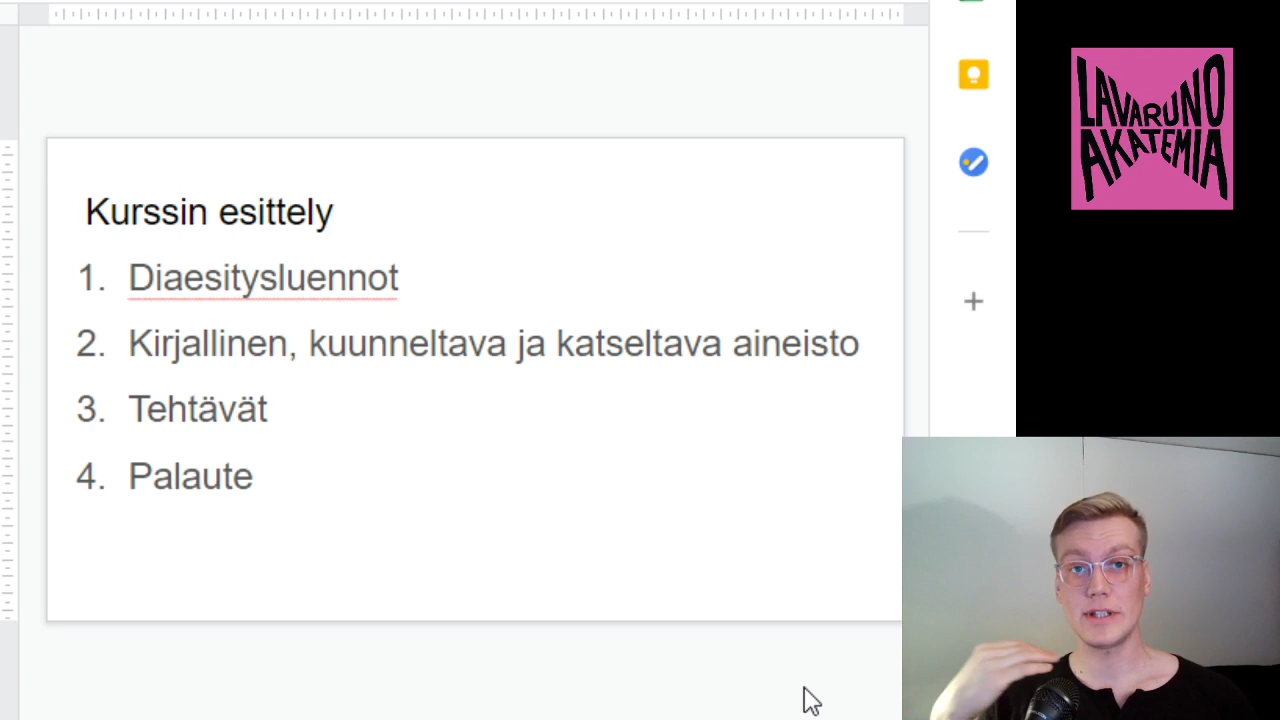 Kurssin esittely
1. Diaesitysluennot
2. Kirjallinen, kuunneltava ja katseltava aineisto
3. Tehtävät
4. Palaute
LAVARUNO
AKATEMIA